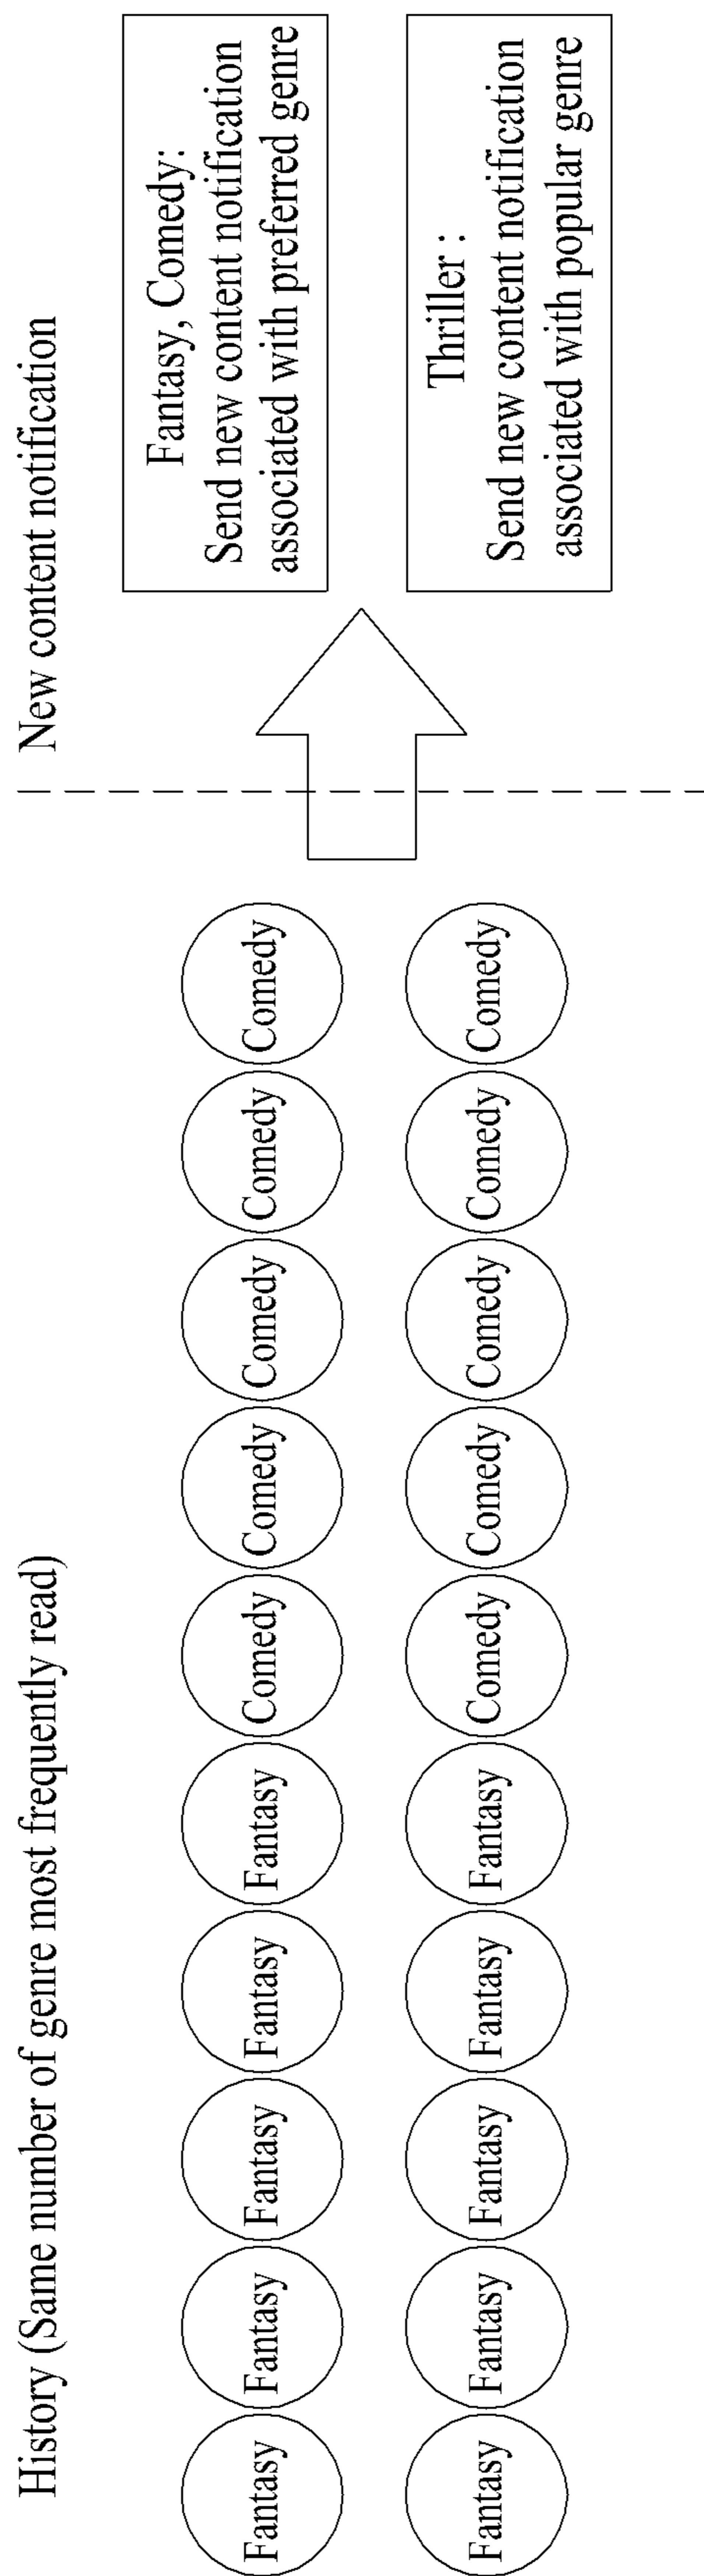 History (Same number of genre most frequently read)
Fantasy Fantasy Fantasy Fantasy Fantasy Comedy Comedy Comedy Comedy Comedy
Fantasy Fantasy Fantasy Fantasy Fantasy Comedy Comedy Comedy Comedy Comedy
New content notification
Fantasy, Comedy:
Send new content notification
associated with preferred genre
Thriller :
Send new content notification
associated with popular genre